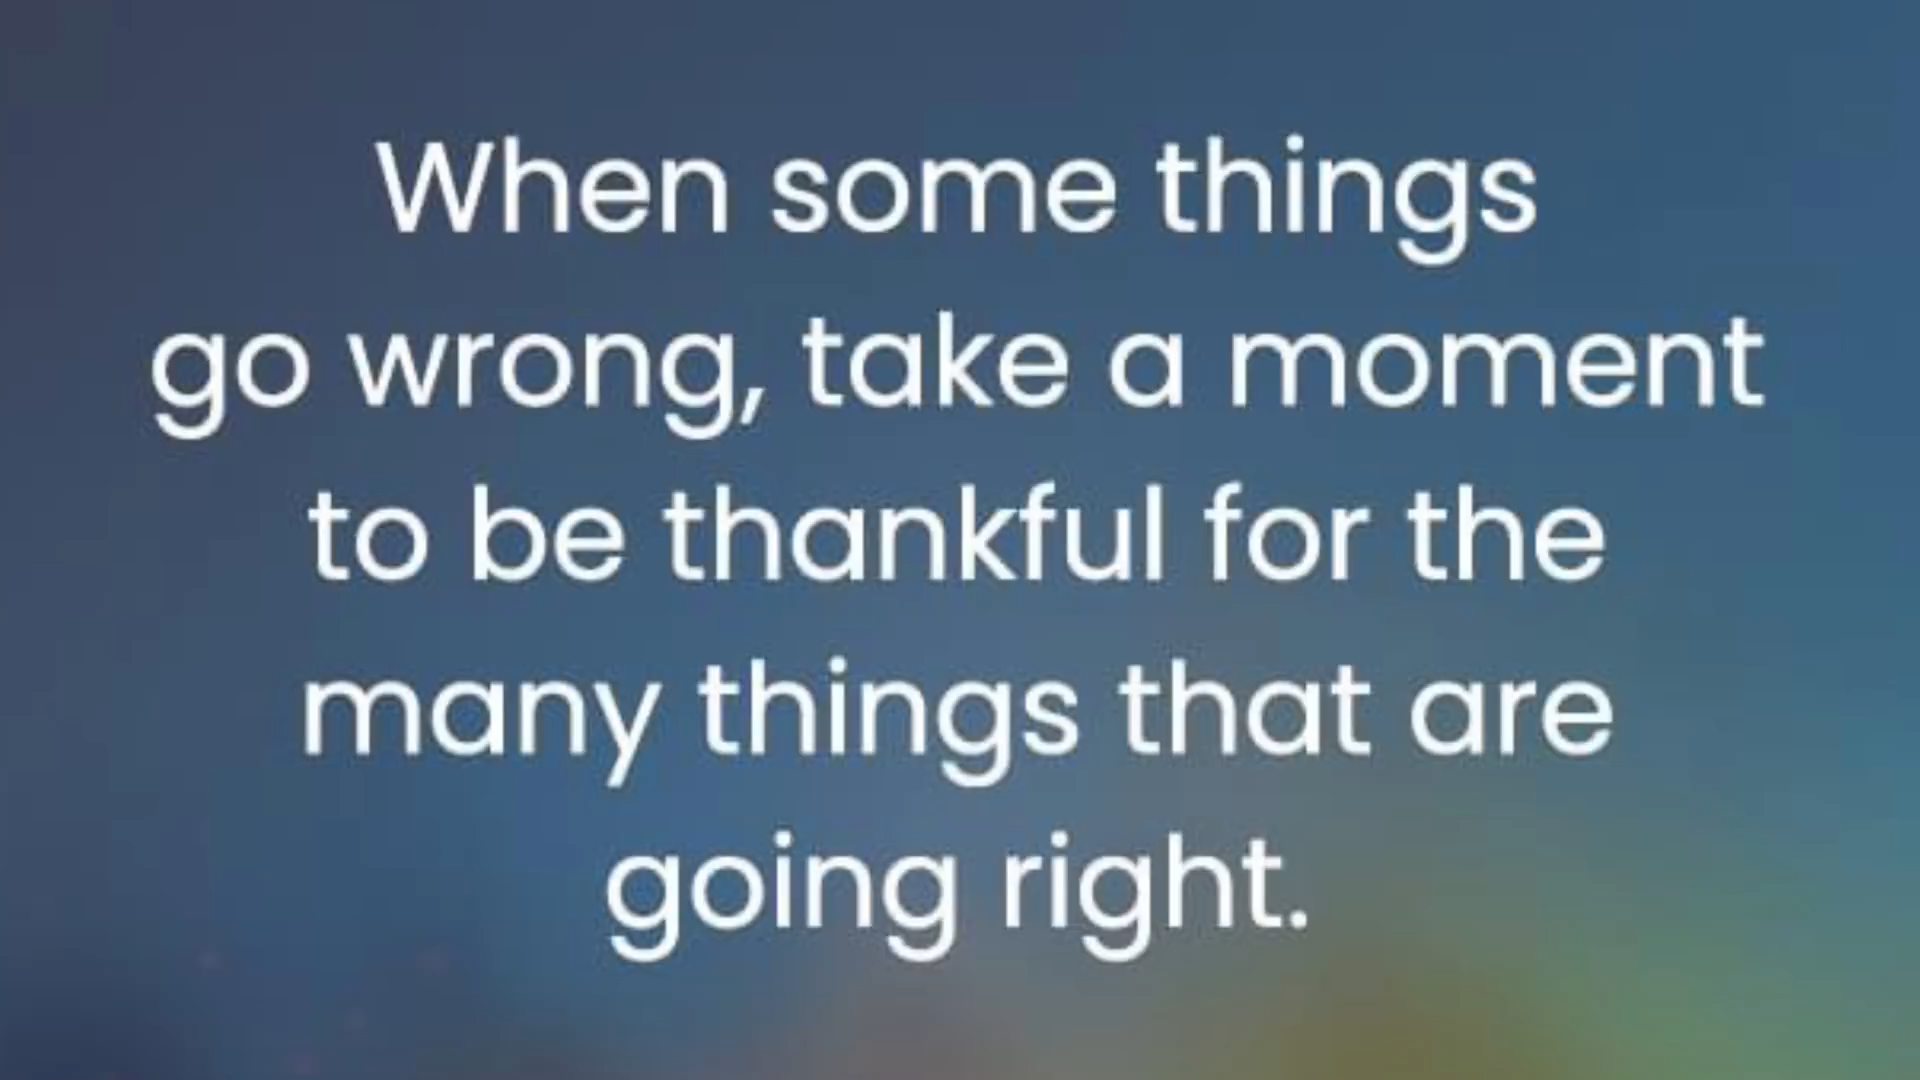 When some things
go wrong, take a moment
to be thankful for the
many things that are
going right.